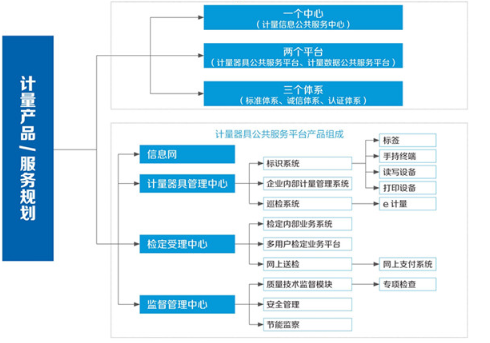 计量产品/服务规划
一个中心
（计量信息公共服务中心）
两个平台
（计量器具公共服务平台、计量数据公共服务平台）
三个体系
（标准体系、诚信体系、认证体系）
计量器具公共服务平台产品组成
信息网
计量器具管理中心
标识系统
标签
手持终端
读写设备
打印设备
企业内部计量管理系统
巡检系统
e计量
检定受理中心
检定内部业务系统
多用户检定业务平台
网上送检
网上支付系统
监督管理中心
质量技术监督模块
专项检查
安全管理
节能监察